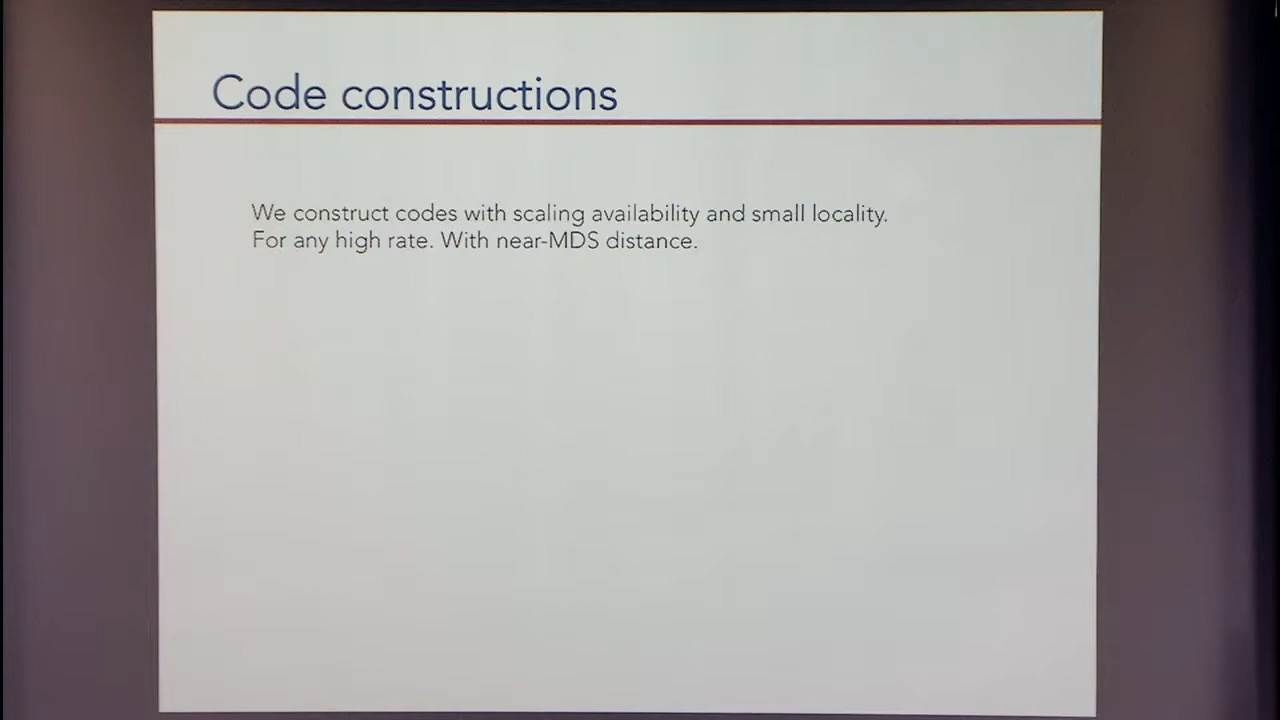 Code constructions
We construct codes with scaling availability and small locality.
For any high rate. With near-MDS distance.